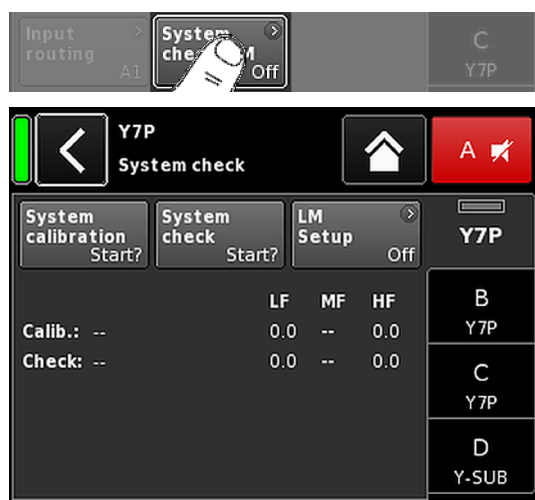 Input
routing
A1
System
che M
Off
C
Y7P
Y7P
System check
A
System
calibration
Start?
System
check
Start?
LM
Setup
Off
Y7P
LF MF HF
Calib.: -- 0.0 -- 0.0
Check: -- 0.0 -- 0.0
B
Y7P
C
Y7P
D
Y-SUB